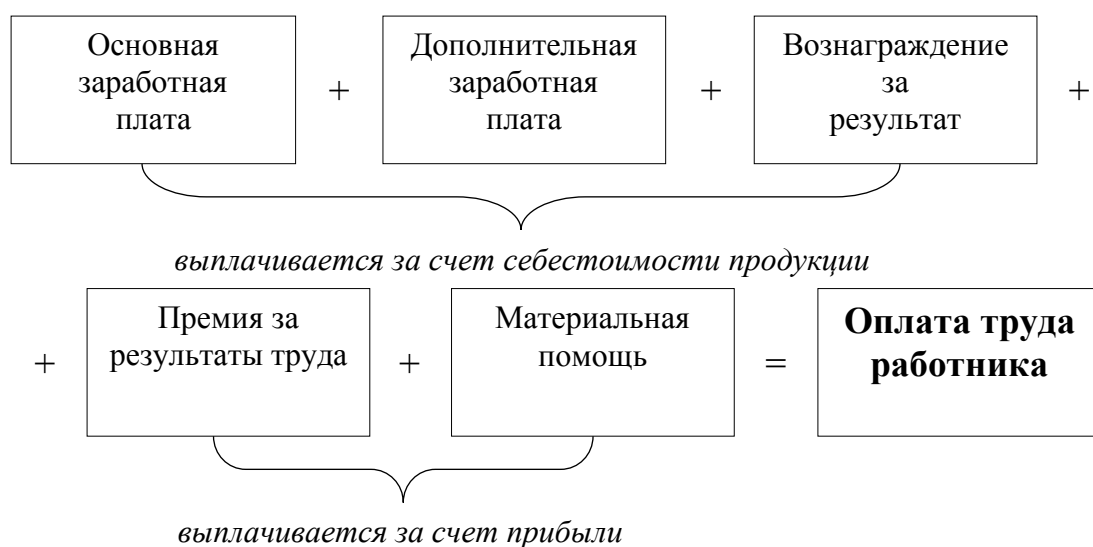 Основная
заработная
плата
+
Дополнительная
заработная
плата
+
Вознаграждение
за
результат
+
выплачивается за счет себестоимости продукции
+
Премия за
результаты труда
+
Материальная
помощь
=
Оплата труда
работника
выплачивается за счет прибыли